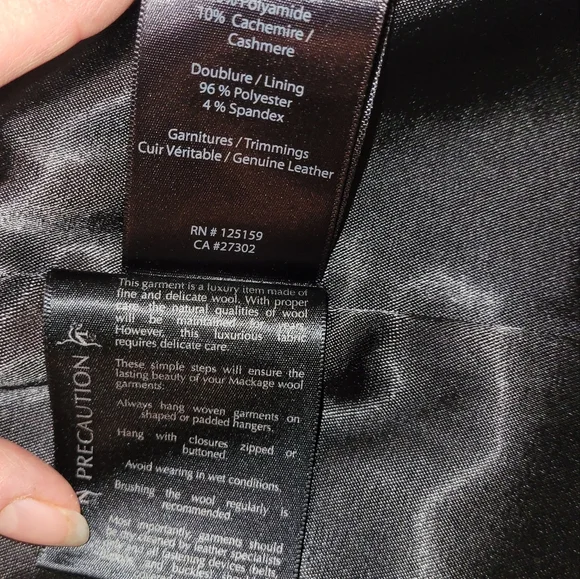 Polyamide
10% Cachemire /
Cashmere
Doublure / Lining
96 % Polyester
4 % Spandex
Garnitures / Trimmings
Cuir Véritable / Genuine Leather
RN # 125159
CA #27302
PRECAUTION
This garment is a luxury item made of
fine and delicate wool. With proper
the natural qualities of wool
will be maintained for years.
However, this luxurious fabric
requires delicate care.
These simple steps will ensure the
lasting beauty of your Mackage wool
garments:
Always hang woven garments on
shaped or padded hangers.
Hang with closures zipped or
buttoned.
Avoid wearing in wet conditions.
Brushing the wool regularly is
recommended.
Most importantly, garments should
be dry cleaned by leather specialists
and all fastening devices (belts,
and buckles)